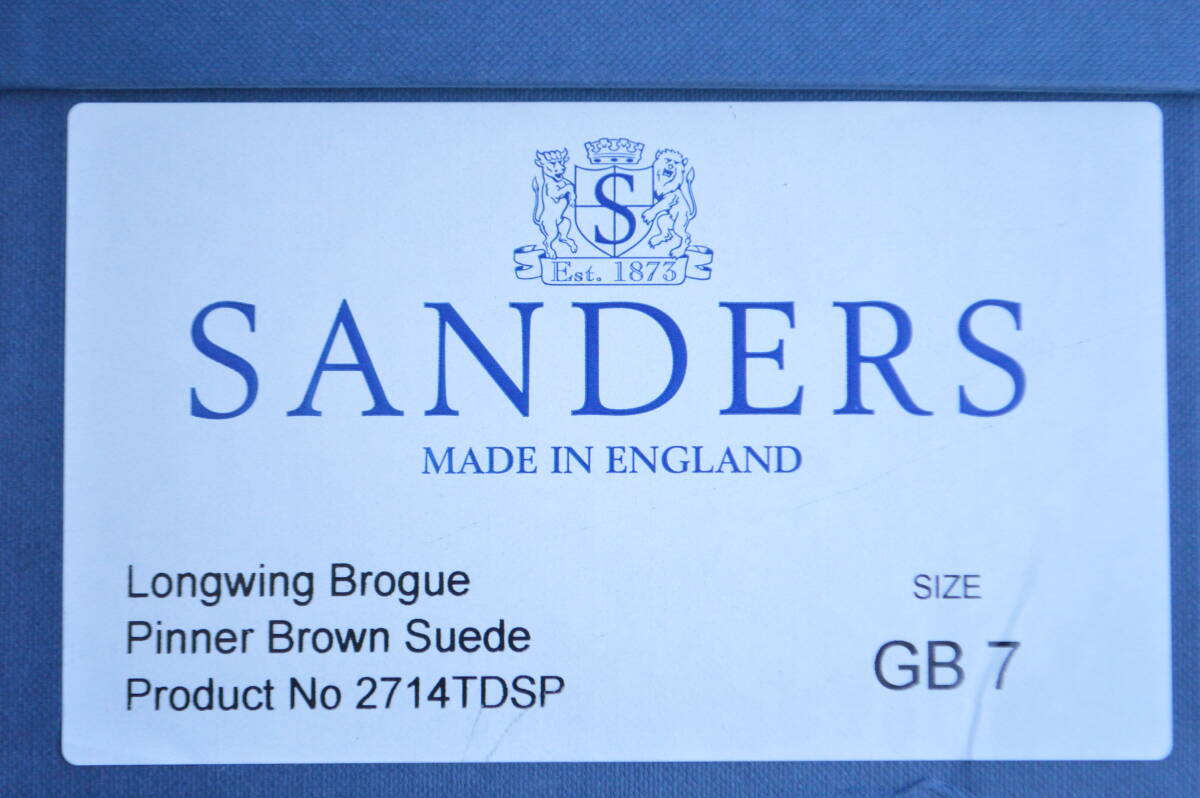 S
Est. 1873
SANDERS
MADE IN ENGLAND
Longwing Brogue
Pinner Brown Suede
Product No 2714TDSP
SIZE
GB 7